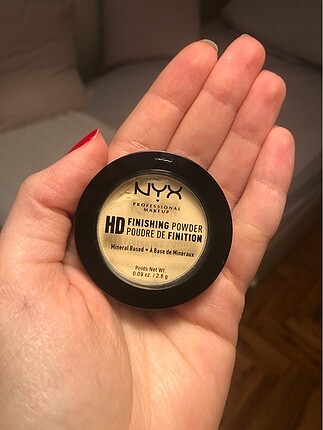 NYX
PROFESSIONAL
MAKEUP
HD FINISHING POWDER
POUDRE DE FINITION
Mineral Based • À Base de Minéraux
Poids Net Wt.
0.09 oz. / 2.8 g